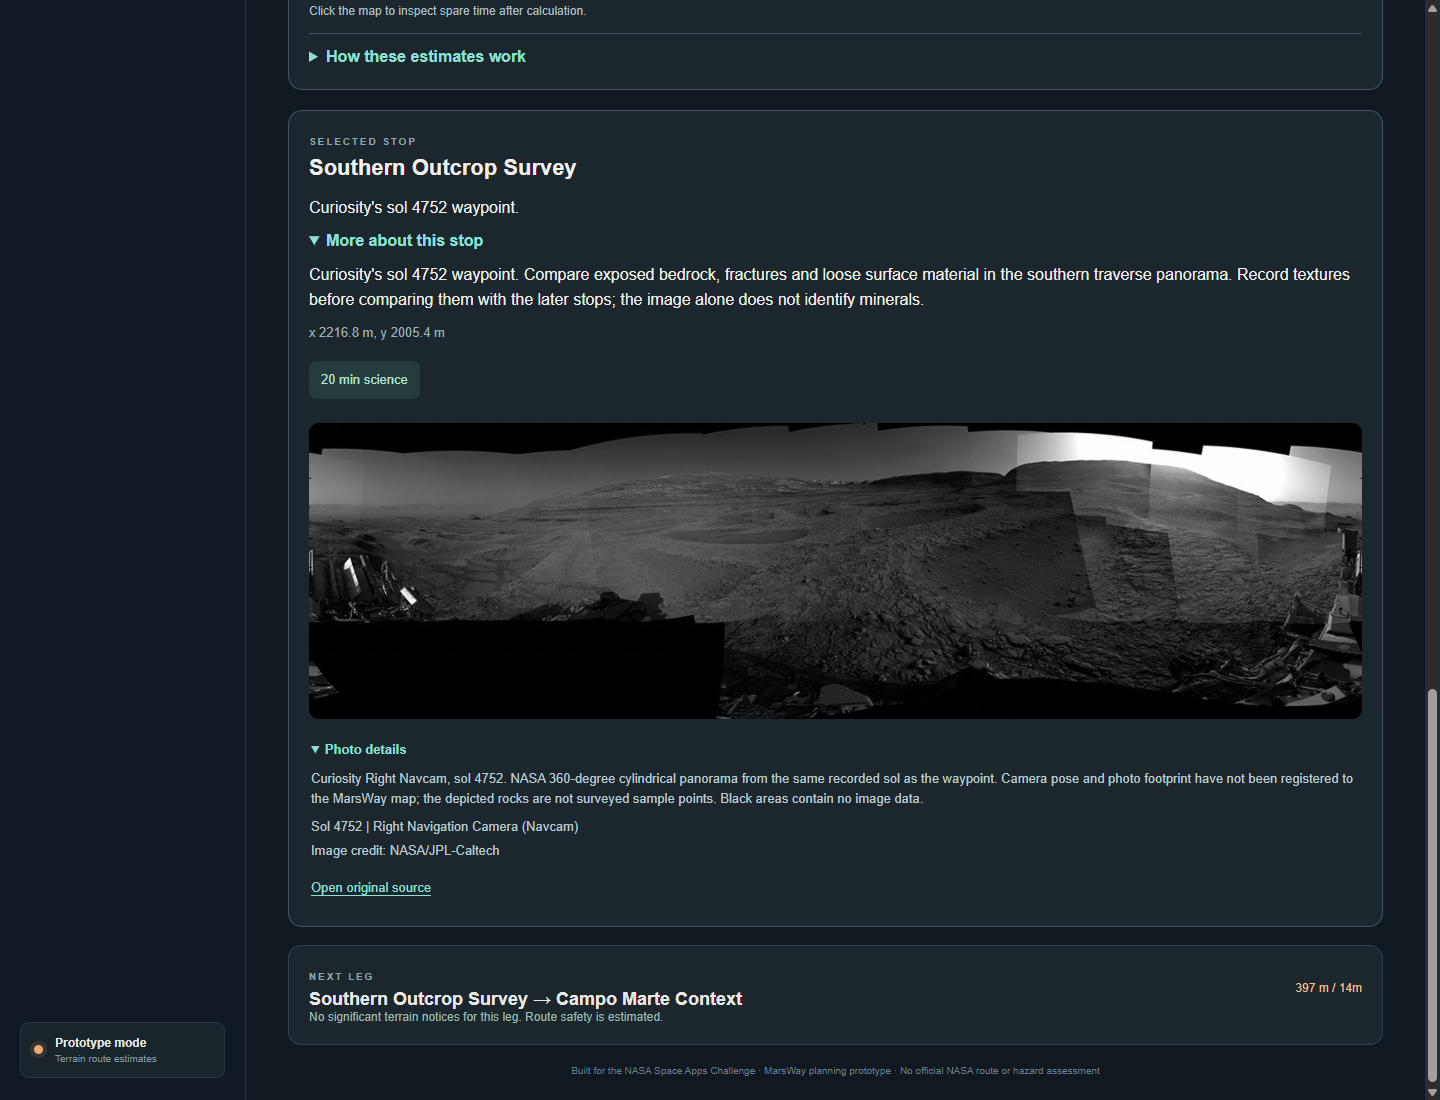 Click the map to inspect spare time after calculation.
How these estimates work
SELECTED STOP
Southern Outcrop Survey
Curiosity's sol 4752 waypoint.
More about this stop
Curiosity's sol 4752 waypoint. Compare exposed bedrock, fractures and loose surface material in the southern traverse panorama. Record textures
before comparing them with the later stops; the image alone does not identify minerals.
x 2216.8 m, y 2005.4 m
20 min science
Photo details
Curiosity Right Navcam, sol 4752. NASA 360-degree cylindrical panorama from the same recorded sol as the waypoint. Camera pose and photo footprint have not been registered to
the MarsWay map; the depicted rocks are not surveyed sample points. Black areas contain no image data.
Sol 4752 | Right Navigation Camera (Navcam)
Image credit: NASA/JPL-Caltech
Open original source
NEXT LEG
Southern Outcrop Survey → Campo Marte Context
397 m / 14m
No significant terrain notices for this leg. Route safety is estimated.
Prototype mode
Terrain route estimates
Built for the NASA Space Apps Challenge · MarsWay planning prototype · No official NASA route or hazard assessment